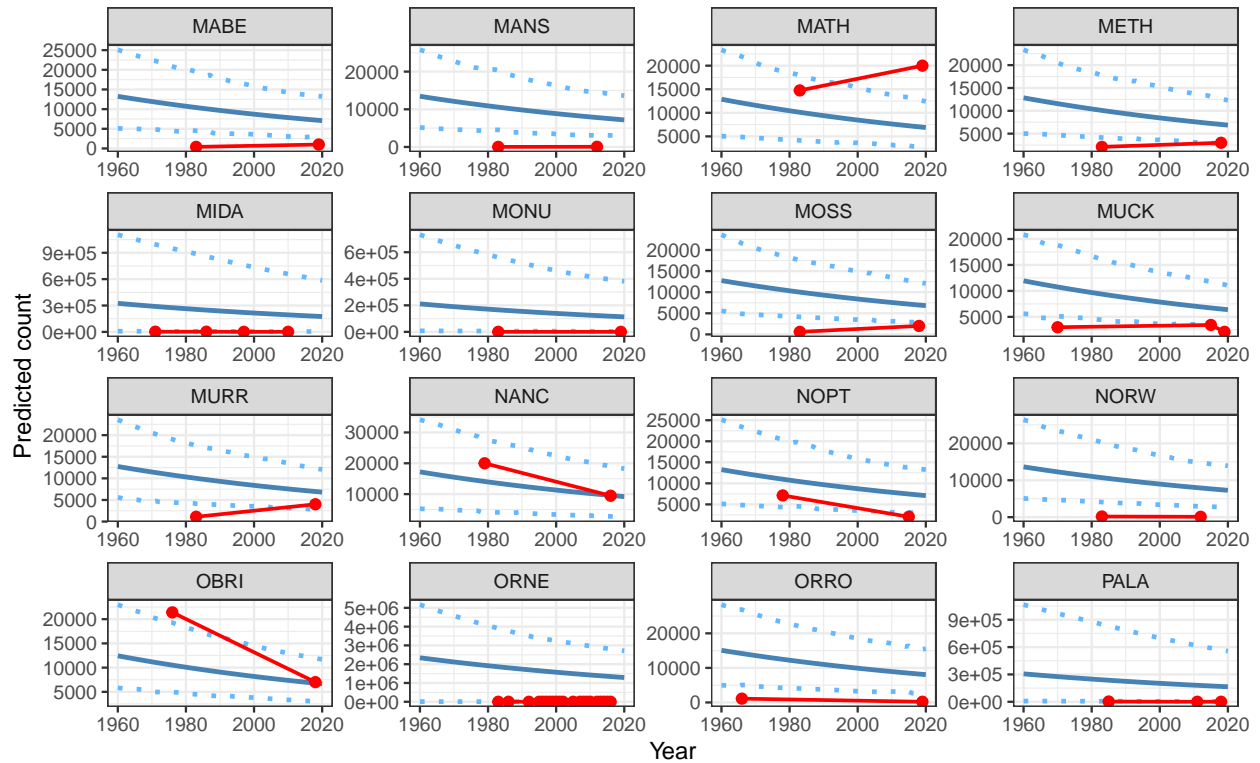 MABE MANS MATH METH
25000
20000
15000
10000
5000
0
1960 1980 2000 2020
20000
10000
0
1960 1980 2000 2020
20000
15000
10000
5000
1960 1980 2000 2020
20000
15000
10000
5000
1960 1980 2000 2020
MIDA MONU MOSS MUCK
9e+05
6e+05
3e+05
0e+00
1960 1980 2000 2020
6e+05
4e+05
2e+05
0e+00
1960 1980 2000 2020
20000
15000
10000
5000
0
1960 1980 2000 2020
20000
15000
10000
5000
1960 1980 2000 2020
Predicted count
MURR NANC NOPT NORW
20000
15000
10000
5000
0
1960 1980 2000 2020
30000
20000
10000
1960 1980 2000 2020
25000
20000
15000
10000
5000
1960 1980 2000 2020
20000
10000
0
1960 1980 2000 2020
OBRI ORNE ORRO PALA
20000
15000
10000
5000
1960 1980 2000 2020
5e+06
4e+06
3e+06
2e+06
1e+06
0e+00
1960 1980 2000 2020
20000
10000
0
1960 1980 2000 2020
9e+05
6e+05
3e+05
0e+00
1960 1980 2000 2020
Year